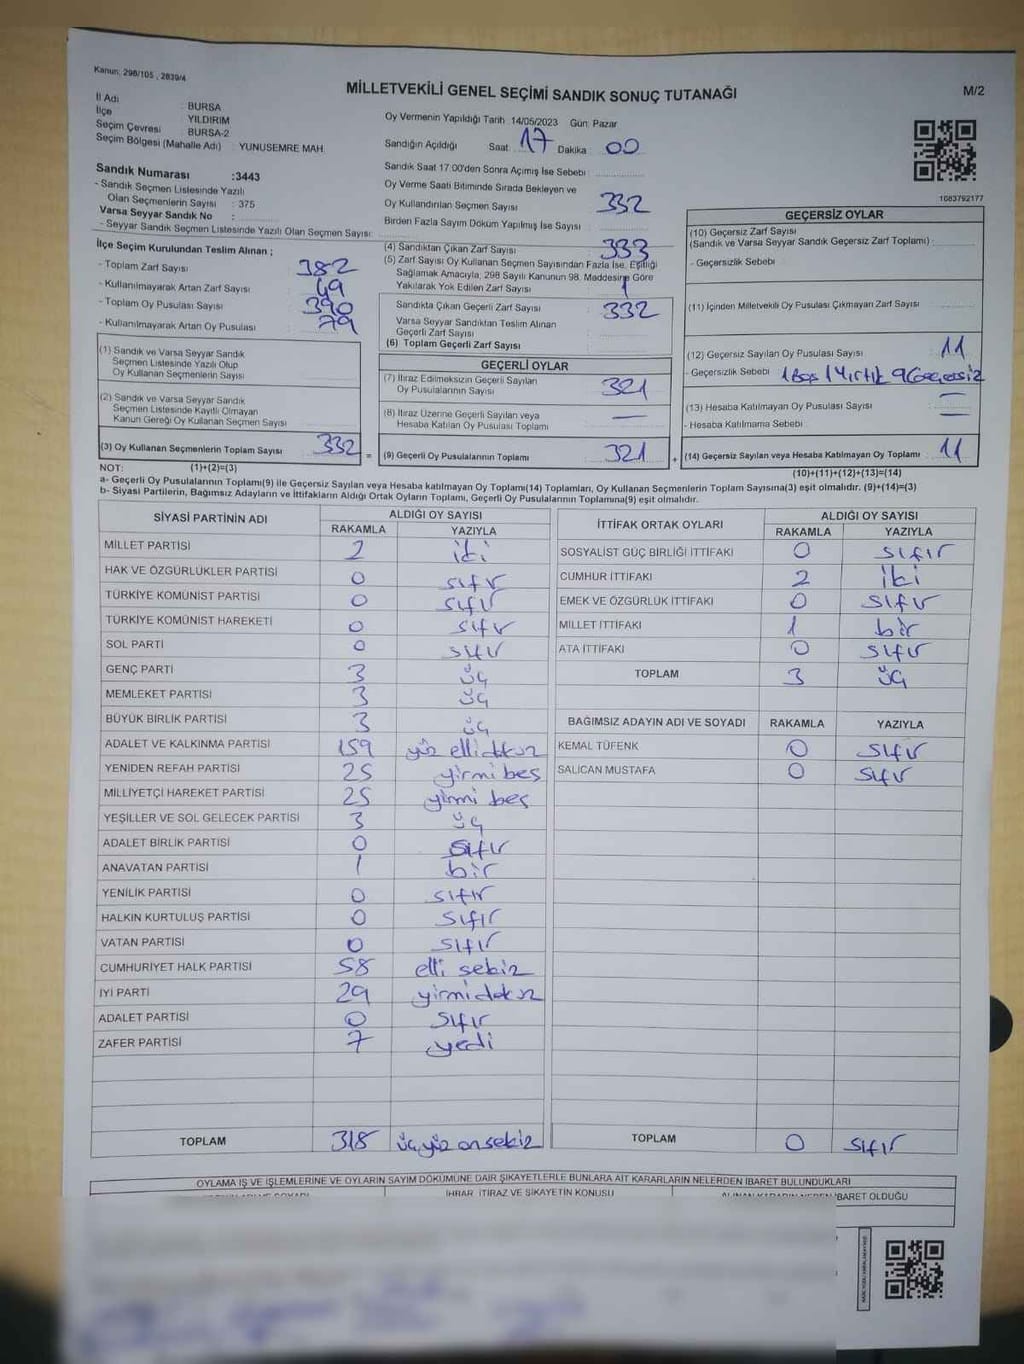 Kanun: 298/105 , 2839/4
MİLLETVEKİLİ GENEL SEÇİMİ SANDIK SONUÇ TUTANAĞI
M/2
İl Adı : BURSA
İlçe YILDIRIM
Seçim Çevresi BURSA-2
Seçim Bölgesi (Mahalle Adı) : YUNUSEMRE MAH.
Oy Vermenin Yapıldığı Tarih :14/05/2023 Gün: Pazar
Sandığın Açıldığı Saat 17 Dakika 00
Sandık Numarası :3443
- Sandık Seçmen Listesinde Yazılı
Olan Seçmenlerin Sayısı : 375
Varsa Seyyar Sandık No :
- Seyyar Sandık Seçmen Listesinde Yazılı Olan Seçmen Sayısı:
Sandık Saat 17.00'den Sonra Açımış İse Sebebi :
Oy Verme Saati Bitiminde Sırada Bekleyen ve
Oy Kullandırılan Seçmen Sayısı 332
Birden Fazla Sayım Döküm Yapılmış İse Sayısı :
1083792177
İlçe Seçim Kurulundan Teslim Alınan ;
- Toplam Zarf Sayısı : 382
- Kullanılmayarak Artan Zarf Sayısı : 49
- Toplam Oy Pusulası Sayısı : 390
- Kullanılmayarak Artan Oy Pusulası : 79
(4) Sandıktan Çıkan Zarf Sayısı 333
(5) Zarf Sayısı Oy Kullanan Seçmen Sayısından Fazla İse, Eşitliği
Sağlamak Amacıyla, 298 Sayılı Kanunun 98. Maddesine Göre
Yakılarak Yok Edilen Zarf Sayısı : 1
Sandıkta Çıkan Geçerli Zarf Sayısı : 332
Varsa Seyyar Sandıktan Teslim Alınan
Geçerli Zarf Sayısı
(6) Toplam Geçerli Zarf Sayısı
GEÇERSİZ OYLAR
(10) Geçersiz Zarf Sayısı
(Sandık ve Varsa Seyyar Sandık Geçersiz Zarf Toplamı) :
- Geçersizlik Sebebi :
(11) İçinden Milletvekili Oy Pusulası Çıkmayan Zarf Sayısı :
(12) Geçersiz Sayılan Oy Pusulası Sayısı : 11
- Geçersizlik Sebebi 1 Boş 1 Yırtık 9 Geçersiz
(13) Hesaba Katılmayan Oy Pusulası Sayısı : —
- Hesaba Katılmama Sebebi : —
(14) Geçersiz Sayılan veya Hesaba Katılmayan Oy Toplamı : 11
(10)+(11)+(12)+(13)=(14)
(1) Sandık ve Varsa Seyyar Sandık
Seçmen Listesinde Yazılı Olup
Oy Kullanan Seçmenlerin Sayısı :
(2) Sandık ve Varsa Seyyar Sandık
Seçmen Listesinde Kayıtlı Olmayan
Kanun Gereği Oy Kullanan Seçmen Sayısı :
(3) Oy Kullanan Seçmenlerin Toplam Sayısı : 332 =
GEÇERLİ OYLAR
(7) İtiraz Edilmeksizin Geçerli Sayılan
Oy Pusulalarının Sayısı : 321
(8) İtiraz Üzerine Geçerli Sayılan veya
Hesaba Katılan Oy Pusulası Toplamı : —
(9) Geçerli Oy Pusulalarının Toplamı : 321 +
NOT: (1)+(2)=(3)
a- Geçerli Oy Pusulalarının Toplamı(9) ile Geçersiz Sayılan veya Hesaba katılmayan Oy Toplamı(14) Toplamları, Oy Kullanan Seçmenlerin Toplam Sayısına(3) eşit olmalıdır. (9)+(14)=(3)
b- Siyasi Partilerin, Bağımsız Adayların ve İttifakların Aldığı Ortak Oyların Toplamı, Geçerli Oy Pusulalarının Toplamına(9) eşit olmalıdır.
SİYASİ PARTİNİN ADI ALDIĞI OY SAYISI
RAKAMLA YAZIYLA
MİLLET PARTİSİ 2 iki
HAK VE ÖZGÜRLÜKLER PARTİSİ 0 sıfır
TÜRKİYE KOMÜNİST PARTİSİ 0 sıfır
TÜRKİYE KOMÜNİST HAREKETİ 0 sıfır
SOL PARTİ 0 sıfır
GENÇ PARTİ 3 üç
MEMLEKET PARTİSİ 3 üç
BÜYÜK BİRLİK PARTİSİ 3 üç
ADALET VE KALKINMA PARTİSİ 159 yüz elli dokuz
YENİDEN REFAH PARTİSİ 25 yirmi beş
MİLLİYETÇİ HAREKET PARTİSİ 25 yirmi beş
YEŞİLLER VE SOL GELECEK PARTİSİ 3 üç
ADALET BİRLİK PARTİSİ 0 sıfır
ANAVATAN PARTİSİ 1 bir
YENİLİK PARTİSİ 0 sıfır
HALKIN KURTULUŞ PARTİSİ 0 sıfır
VATAN PARTİSİ 0 sıfır
CUMHURİYET HALK PARTİSİ 58 elli sekiz
İYİ PARTİ 29 yirmi dokuz
ADALET PARTİSİ 0 sıfır
ZAFER PARTİSİ 7 yedi
TOPLAM 318 üç yüz on sekiz
İTTİFAK ORTAK OYLARI ALDIĞI OY SAYISI
RAKAMLA YAZIYLA
SOSYALİST GÜÇ BİRLİĞİ İTTİFAKI 0 sıfır
CUMHUR İTTİFAKI 2 iki
EMEK VE ÖZGÜRLÜK İTTİFAKI 0 sıfır
MİLLET İTTİFAKI 1 bir
ATA İTTİFAKI 0 sıfır
TOPLAM 3 üç
BAĞIMSIZ ADAYIN ADI VE SOYADI RAKAMLA YAZIYLA
KEMAL TÜFENK 0 sıfır
SALİCAN MUSTAFA 0 sıfır
TOPLAM 0 sıfır
OYLAMA İŞ VE İŞLEMLERİNE VE OYLARIN SAYIM DÖKÜMÜNE DAİR ŞİKAYETLERLE BUNLARA AİT KARARLARIN NELERDEN İBARET BULUNDUKLARI
İHBAR, İTİRAZ VE ŞİKAYETİN KONUSU
İBARET OLDUĞU